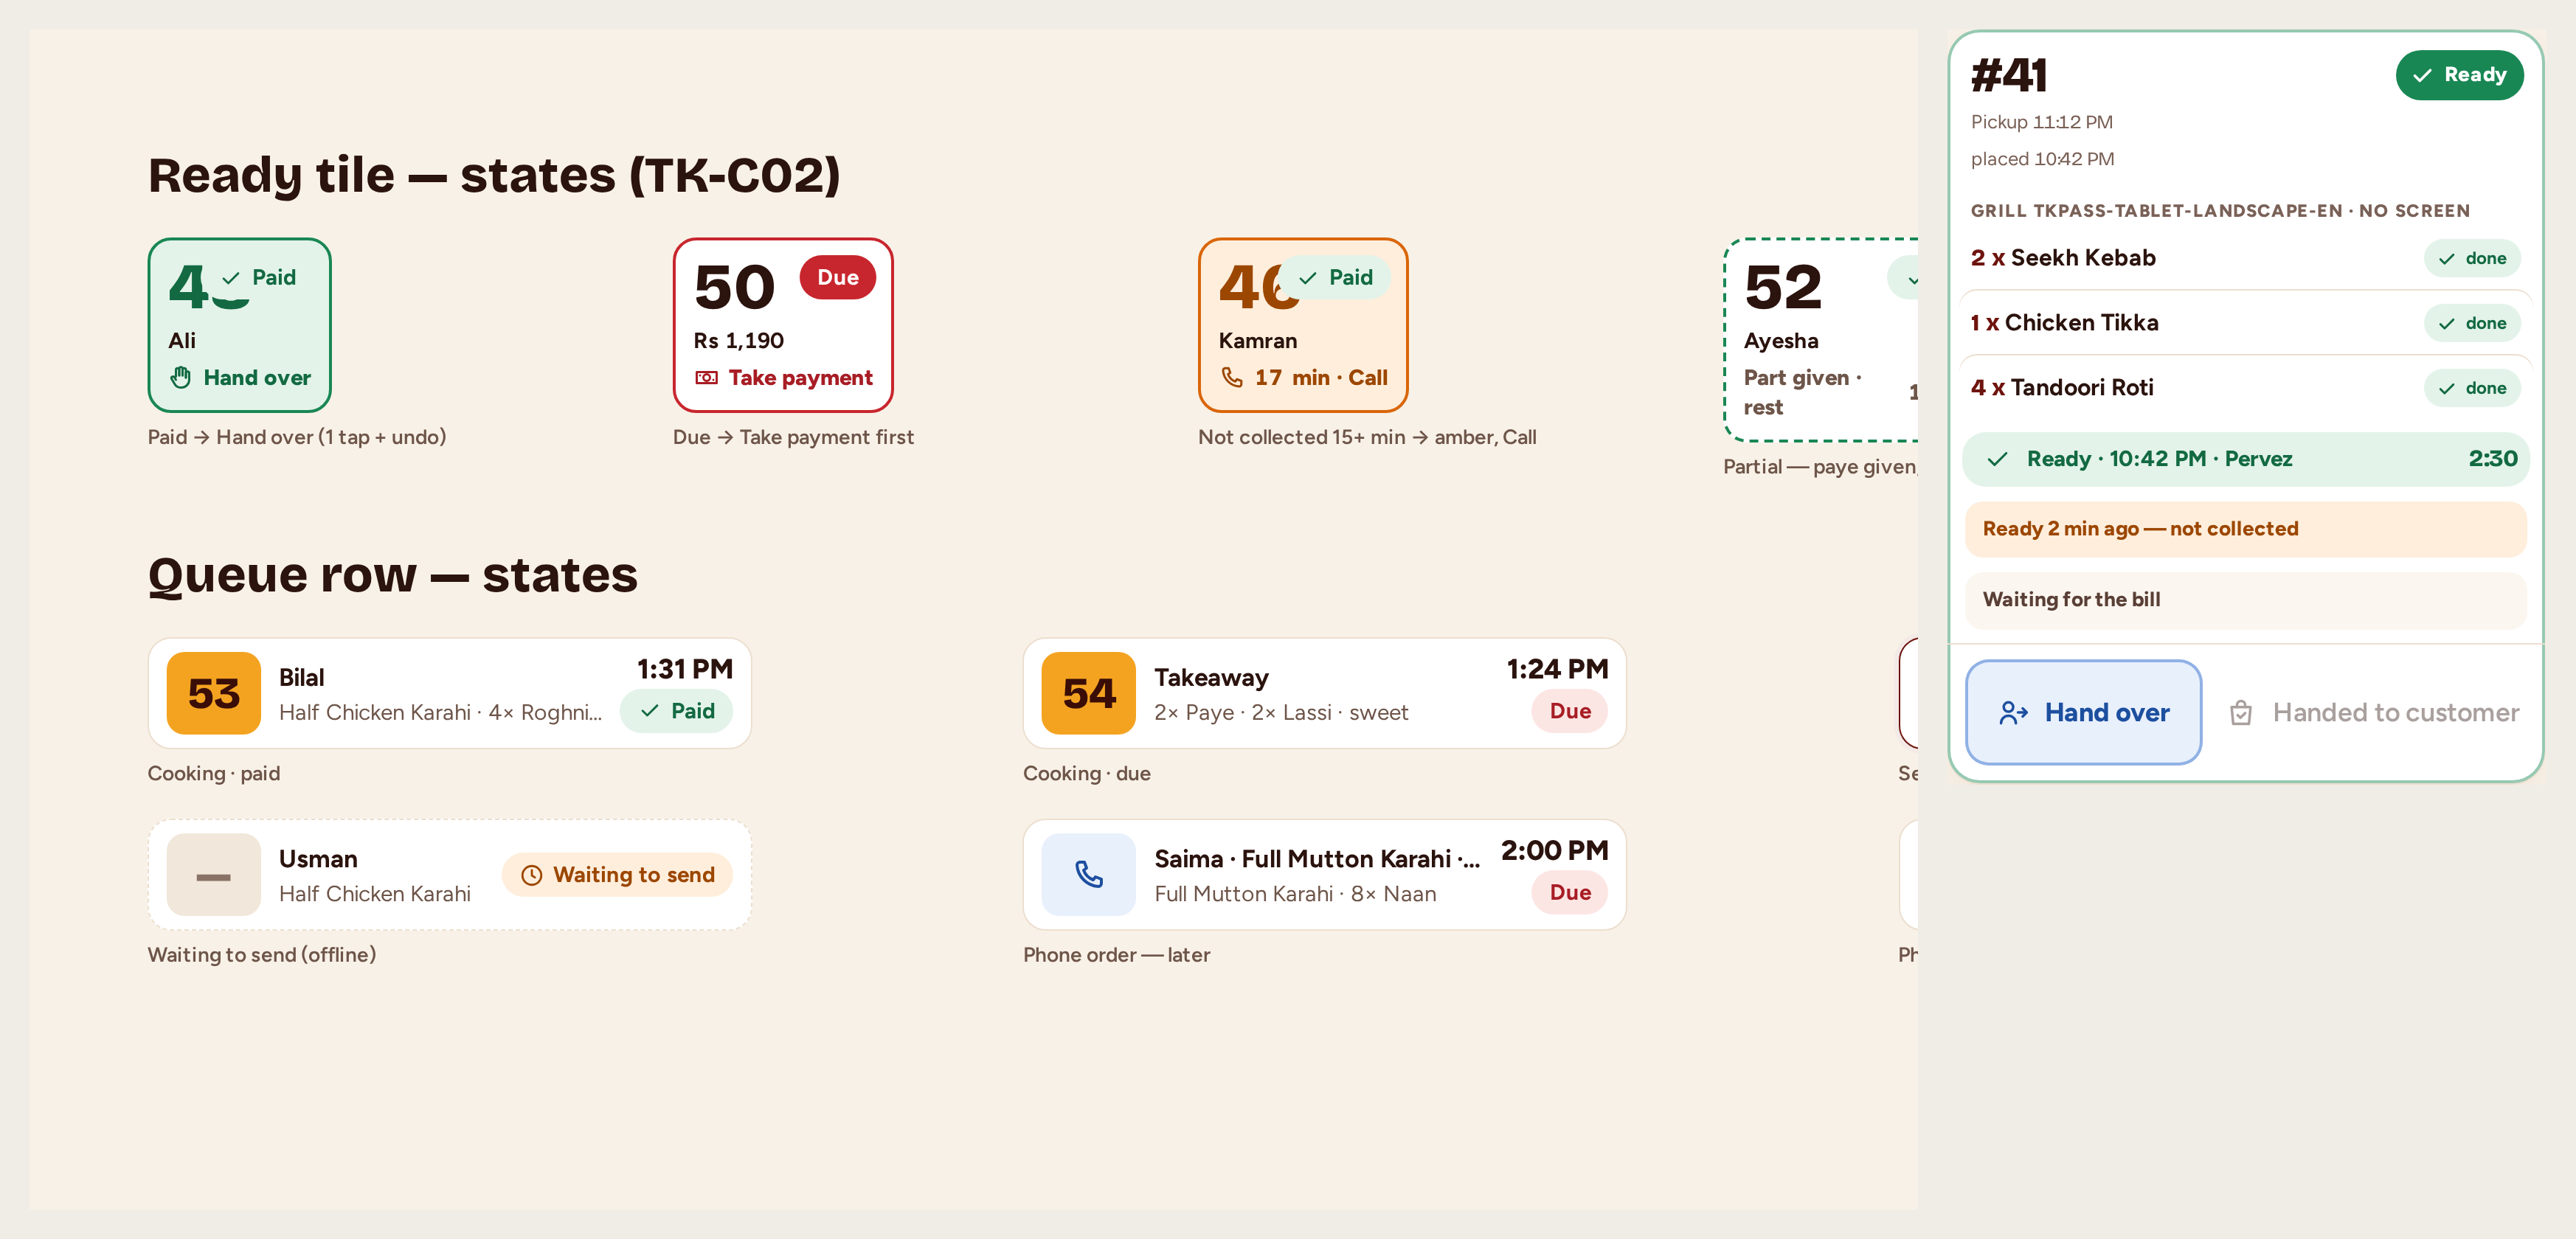 Ready tile — states (TK-C02)
Paid
Ali
Hand over
Paid → Hand over (1 tap + undo)
50
Due
Rs 1,190
Take payment
Due → Take payment first
46
Paid
Kamran
17 min · Call
Not collected 15+ min → amber, Call
52
Ayesha
Part given ·
rest
Partial — paye given,
Queue row — states
53
Bilal
1:31 PM
Half Chicken Karahi · 4× Roghni...
Paid
Cooking · paid
54
Takeaway
1:24 PM
2× Paye · 2× Lassi · sweet
Due
Cooking · due
—
Usman
Half Chicken Karahi
Waiting to send
Waiting to send (offline)
Saima · Full Mutton Karahi ·...
2:00 PM
Full Mutton Karahi · 8× Naan
Due
Phone order — later
#41
Ready
Pickup 11:12 PM
placed 10:42 PM
GRILL TKPASS-TABLET-LANDSCAPE-EN · NO SCREEN
2 x Seekh Kebab
done
1 x Chicken Tikka
done
4 x Tandoori Roti
done
Ready · 10:42 PM · Pervez
2:30
Ready 2 min ago — not collected
Waiting for the bill
Hand over
Handed to customer